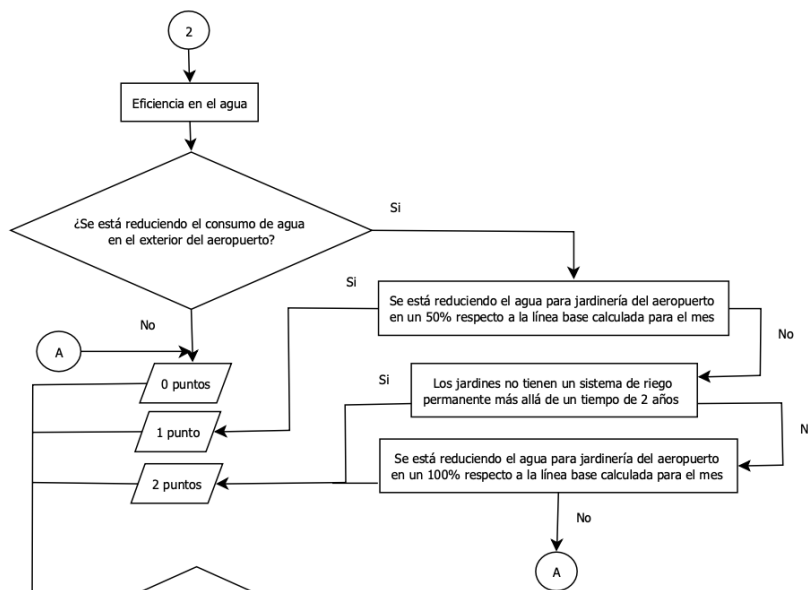 2
Eficiencia en el agua
¿Se está reduciendo el consumo de agua
en el exterior del aeropuerto?
Si
Si
Se está reduciendo el agua para jardinería del aeropuerto
en un 50% respecto a la línea base calculada para el mes
No
No
A
0 puntos
Si
Los jardines no tienen un sistema de riego
permanente más allá de un tiempo de 2 años
1 punto
N
Se está reduciendo el agua para jardinería del aeropuerto
en un 100% respecto a la línea base calculada para el mes
2 puntos
No
A